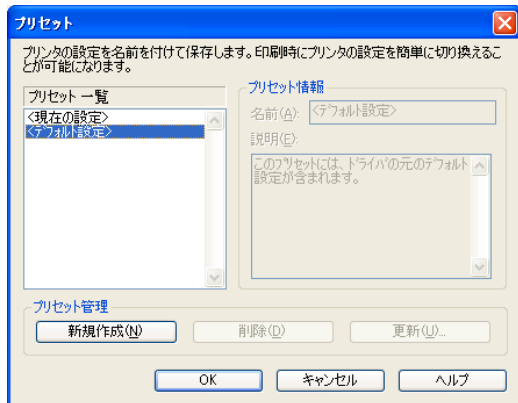 プリセット
プリンタの設定を名前を付けて保存します。印刷時にプリンタの設定を簡単に切り換えるこ
とが可能になります。
プリセット一覧
<現在の設定>
<デフォルト設定>
プリセット情報
名前(A): <デフォルト設定>
説明(E):
このプリセットには、ドライバの元のデフォルト
設定が含まれます。
プリセット管理
新規作成(N) 削除(D) 更新(U)...
OK キャンセル ヘルプ